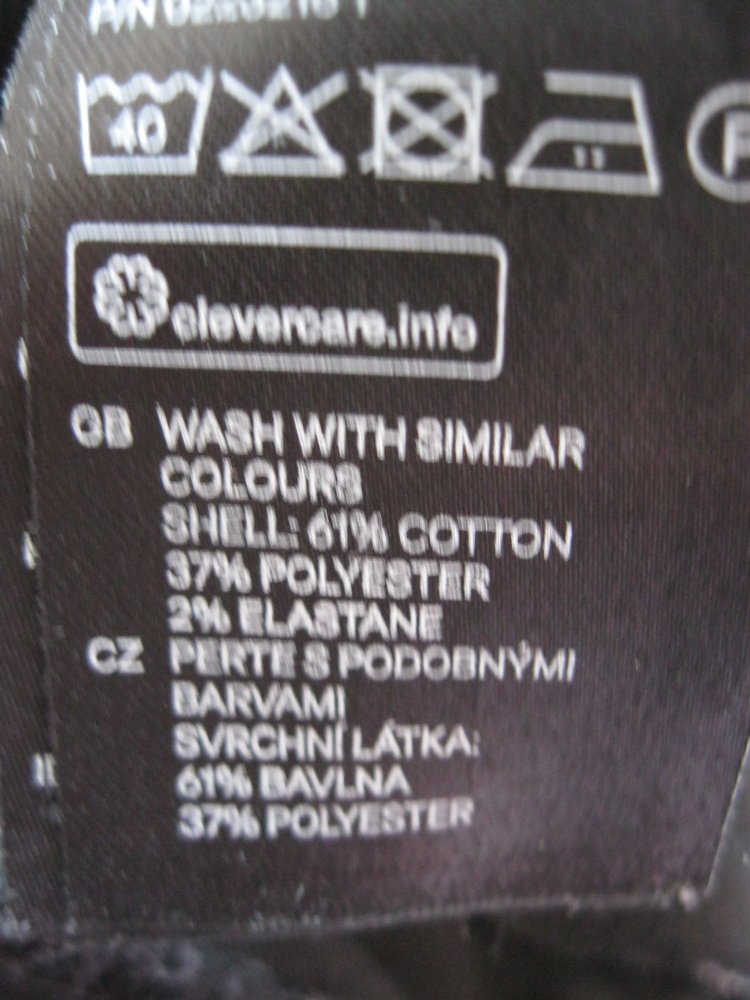 40
clevercare.info
GB WASH WITH SIMILAR
COLOURS
SHELL: 61% COTTON
37% POLYESTER
2% ELASTANE
CZ PERTE S PODOBNÝMI
BARVAMI
SVRCHNÍ LÁTKA:
61% BAVLNA
37% POLYESTER